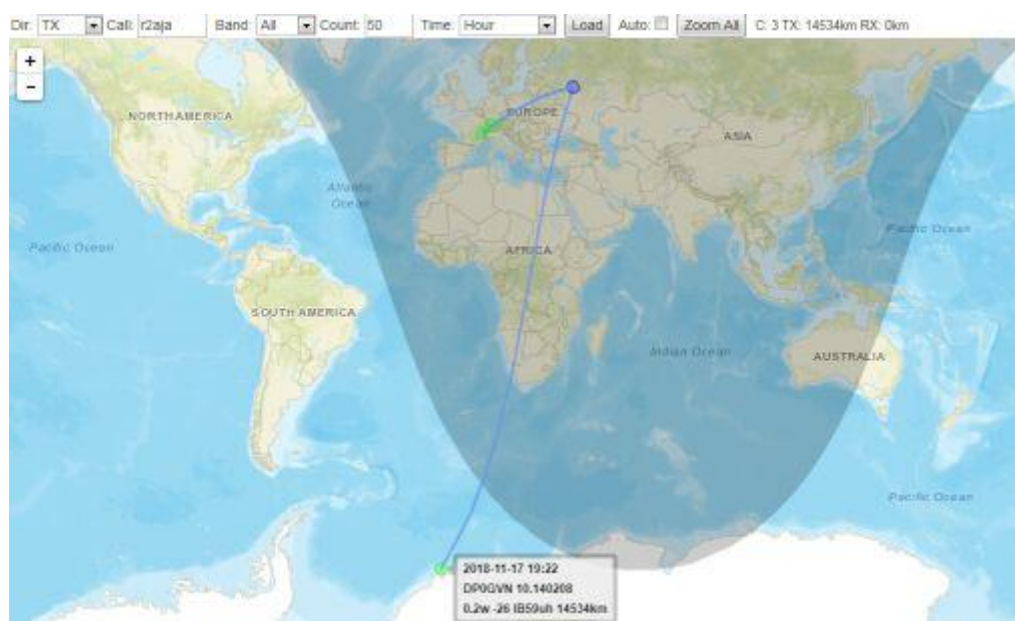 Dir: TX Call: r2aja Band: All Count: 50 Time: Hour Load Auto: Zoom All C: 3 TX: 14534km RX: 0km
+
-
NORTH AMERICA
EUROPE
ASIA
Atlantic
Ocean
Pacific Ocean
Pacific Ocean
AFRICA
SOUTH AMERICA
Indian Ocean
AUSTRALIA
Pacific Ocean
2018-11-17 19:22
DP0GVN 10.140208
0.2w -26 IB59uh 14534km